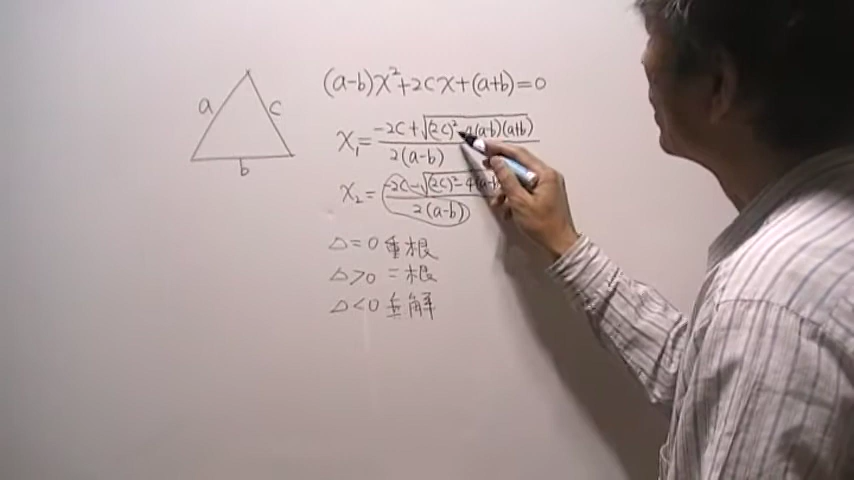 a
c
b
(a-b)x²+2cx+(a+b)=0
x₁= -2c+√(2c)²-4(a-b)(a+b) / 2(a-b)
x₂= -2c-√(2c)²-4(a-b / 2(a-b)
△=0 重根
△>0 =根
△<0 無解